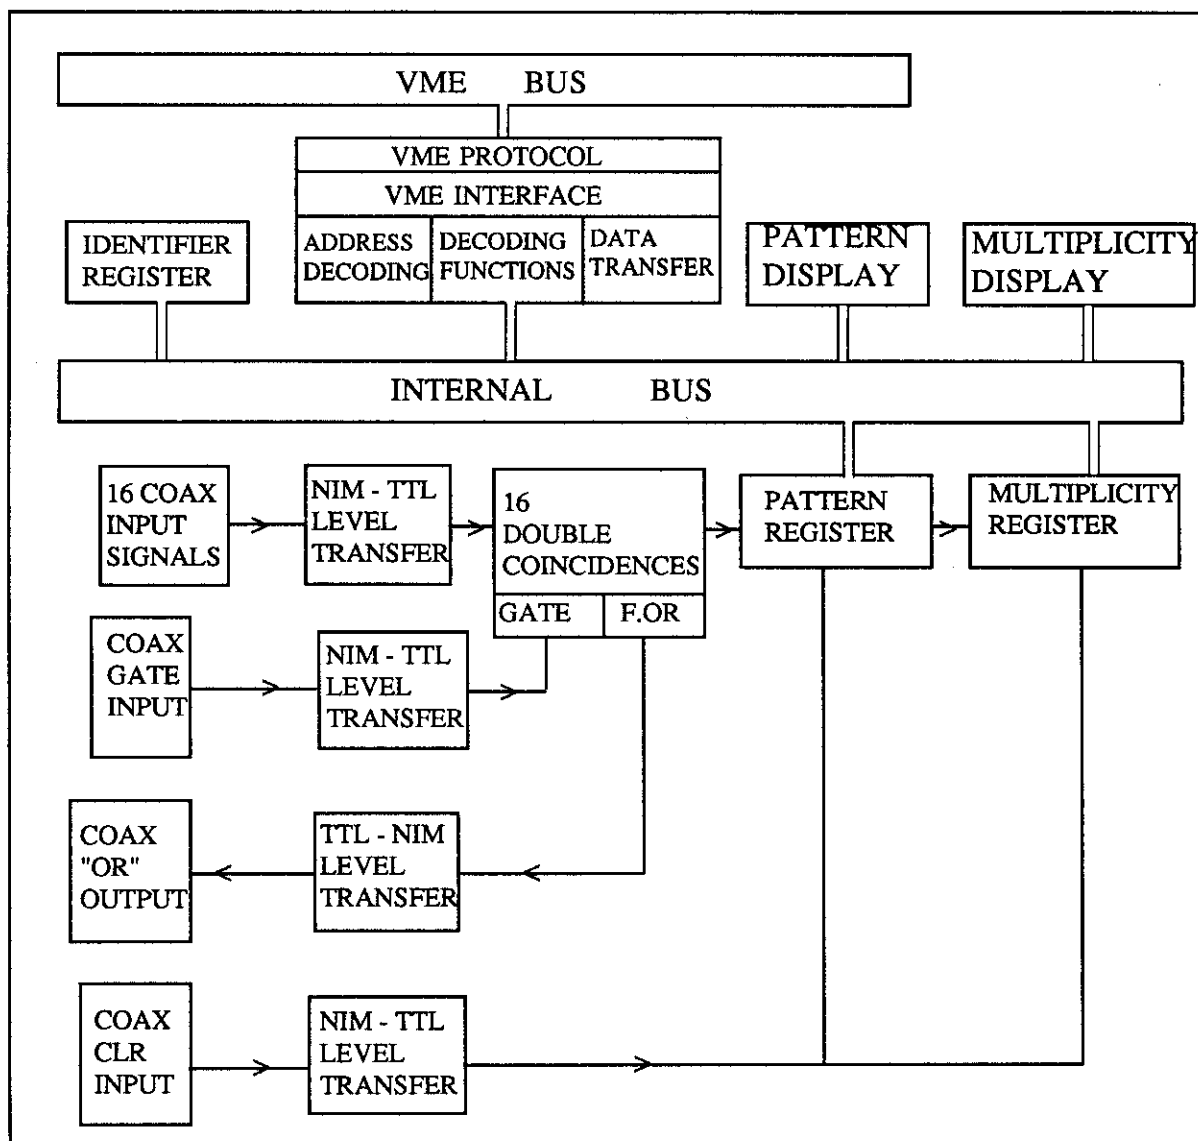 VME BUS
VME PROTOCOL
VME INTERFACE
IDENTIFIER
REGISTER
ADDRESS
DECODING
DECODING
FUNCTIONS
DATA
TRANSFER
PATTERN
DISPLAY
MULTIPLICITY
DISPLAY
INTERNAL BUS
16 COAX
INPUT
SIGNALS
NIM - TTL
LEVEL
TRANSFER
16
DOUBLE
COINCIDENCES
GATE
F.OR
PATTERN
REGISTER
MULTIPLICITY
REGISTER
COAX
GATE
INPUT
NIM - TTL
LEVEL
TRANSFER
COAX
"OR"
OUTPUT
TTL - NIM
LEVEL
TRANSFER
COAX
CLR
INPUT
NIM - TTL
LEVEL
TRANSFER